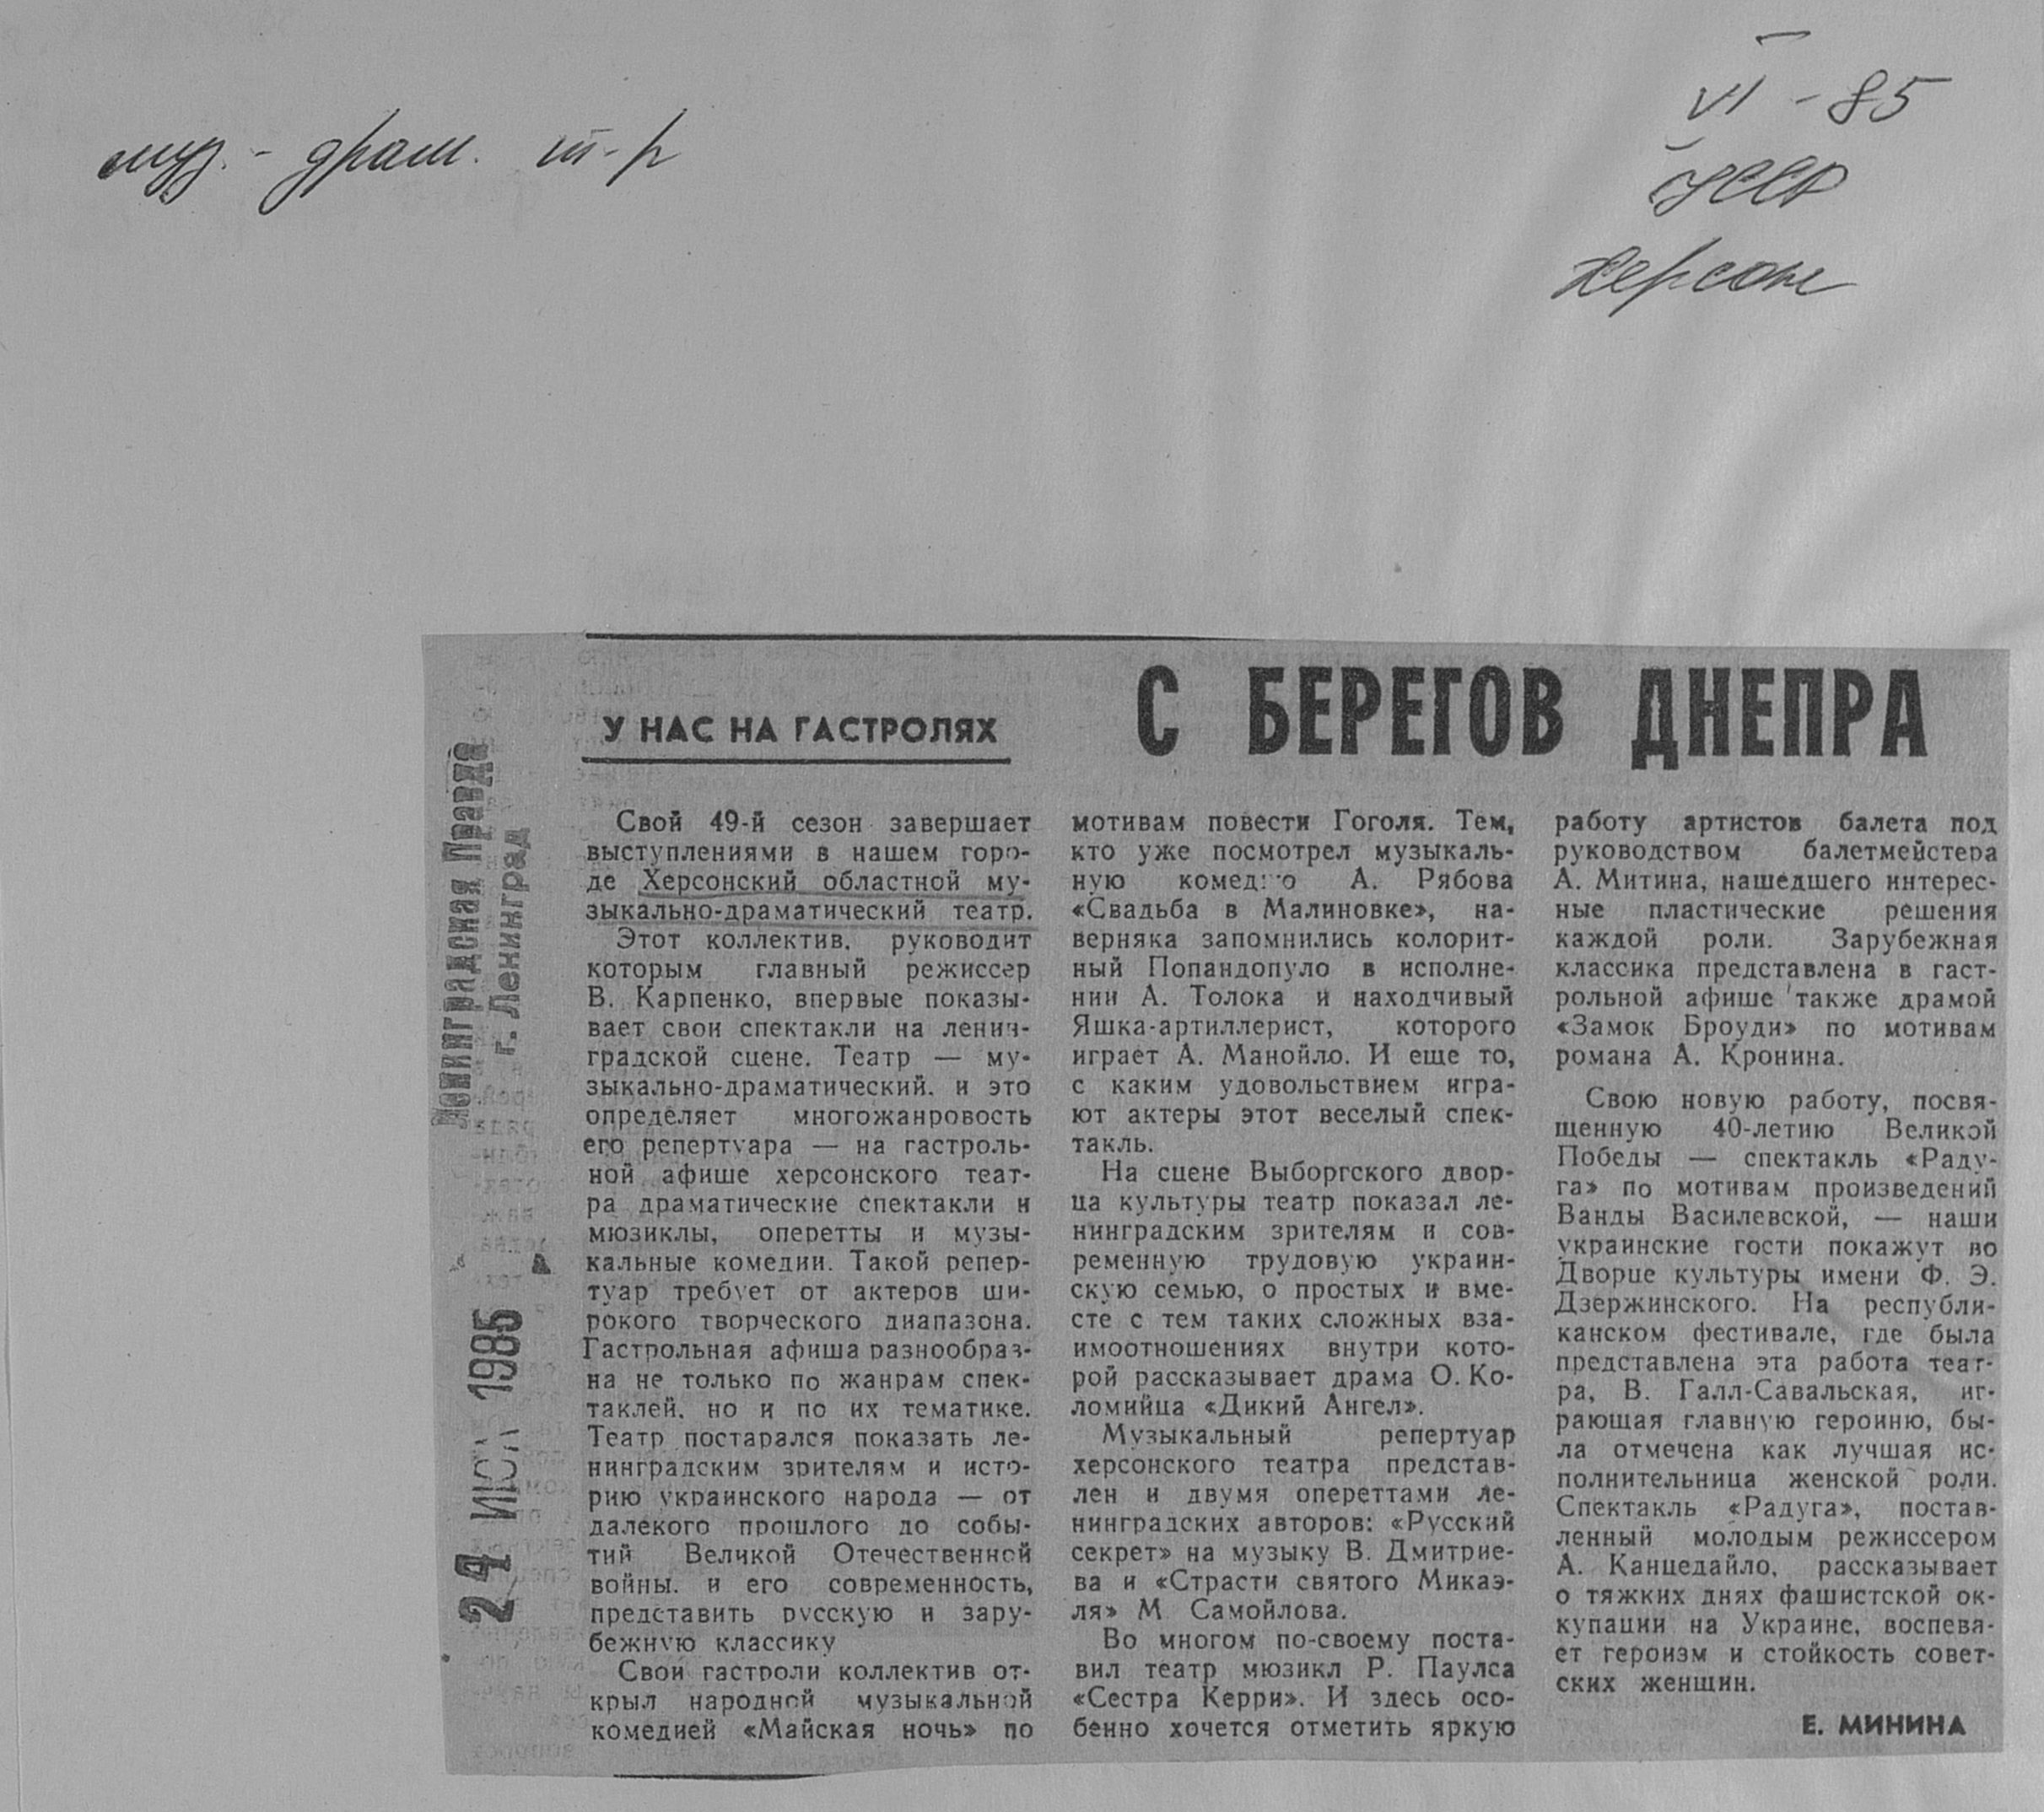 муз.-драм. т-р
VI - 85
УССР
Херсон
Ленинградская Правда
г. Ленинград
У НАС НА ГАСТРОЛЯХ
С БЕРЕГОВ ДНЕПРА
Свой 49-й сезон завершает
выступлениями в нашем горо-
де Херсонский областной му-
зыкально-драматический театр.
Этот коллектив, руководит
которым главный режиссер
В. Карпенко, впервые показы-
вает свои спектакли на ленин-
градской сцене. Театр — му-
зыкально-драматический, и это
определяет многожанровость
его репертуара — на гастроль-
ной афише херсонского теат-
ра драматические спектакли и
мюзиклы, оперетты и музы-
кальные комедии. Такой репер-
туар требует от актеров ши-
рокого творческого диапазона.
Гастрольная афиша разнообраз-
на не только по жанрам спек-
таклей, но и по их тематике.
Театр постарался показать ле-
нинградским зрителям и исто-
рию украинского народа — от
далекого прошлого до собы-
тий Великой Отечественной
войны, и его современность,
представить русскую и зару-
бежную классику
Свои гастроли коллектив от-
крыл народной музыкальной
комедией «Майская ночь» по
мотивам повести Гоголя. Тем,
кто уже посмотрел музыкаль-
ную комедию А. Рябова
«Свадьба в Малиновке», на-
верняка запомнились колорит-
ный Попандопуло в исполне-
нии А. Толока и находчивый
Яшка-артиллерист, которого
играет А. Манойло. И еще то,
с каким удовольствием игра-
ют актеры этот веселый спек-
такль.
На сцене Выборгского двор-
ца культуры театр показал ле-
нинградским зрителям и сов-
ременную трудовую украин-
скую семью, о простых и вме-
сте с тем таких сложных вза-
имоотношениях внутри кото-
рой рассказывает драма О. Ко-
ломийца «Дикий Ангел».
Музыкальный репертуар
херсонского театра представ-
лен и двумя опереттами ле-
нинградских авторов: «Русский
секрет» на музыку В. Дмитрие-
ва и «Страсти святого Микаэ-
ля» М Самойлова.
Во многом по-своему поста-
вил театр мюзикл Р. Паулса
«Сестра Керри». И здесь осо-
бенно хочется отметить яркую
работу артистов балета под
руководством балетмейстера
А. Митина, нашедшего интерес-
ные пластические решения
каждой роли. Зарубежная
классика представлена в гаст-
рольной афише также драмой
«Замок Броуди» по мотивам
романа А. Кронина.
Свою новую работу, посвя-
щенную 40-летию Великой
Победы — спектакль «Раду-
га» по мотивам произведений
Ванды Василевской, — наши
украинские гости покажут во
Дворце культуры имени Ф. Э.
Дзержинского. На республи-
канском фестивале, где была
представлена эта работа теат-
ра, В. Галл-Савальская, иг-
рающая главную героиню, бы-
ла отмечена как лучшая ис-
полнительница женской роли.
Спектакль «Радуга», постав-
ленный молодым режиссером
А. Канцедайло, рассказывает
о тяжких днях фашистской ок-
купации на Украине, воспева-
ет героизм и стойкость совет-
ских женщин.
Е. МИНИНА
1985